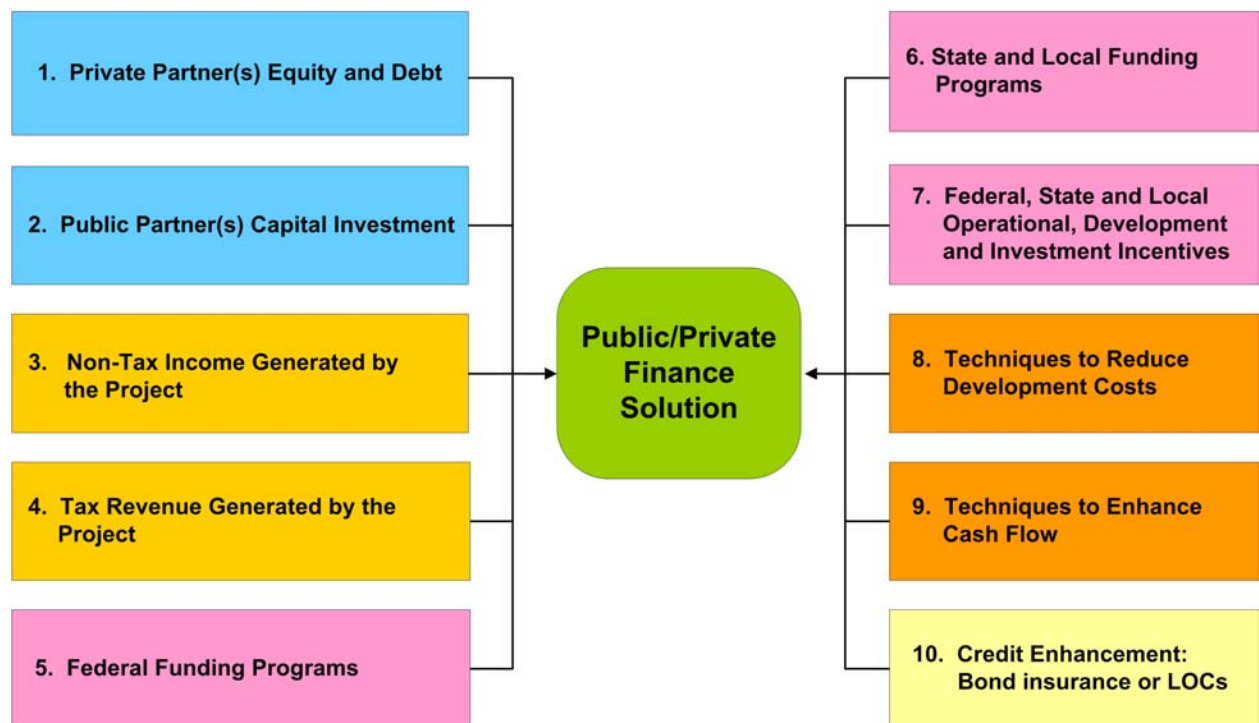 1. Private Partner(s) Equity and Debt
2. Public Partner(s) Capital Investment
3. Non-Tax Income Generated by
the Project
4. Tax Revenue Generated by the
Project
5. Federal Funding Programs
Public/Private
Finance
Solution
6. State and Local Funding
Programs
7. Federal, State and Local
Operational, Development
and Investment Incentives
8. Techniques to Reduce
Development Costs
9. Techniques to Enhance
Cash Flow
10. Credit Enhancement:
Bond insurance or LOCs